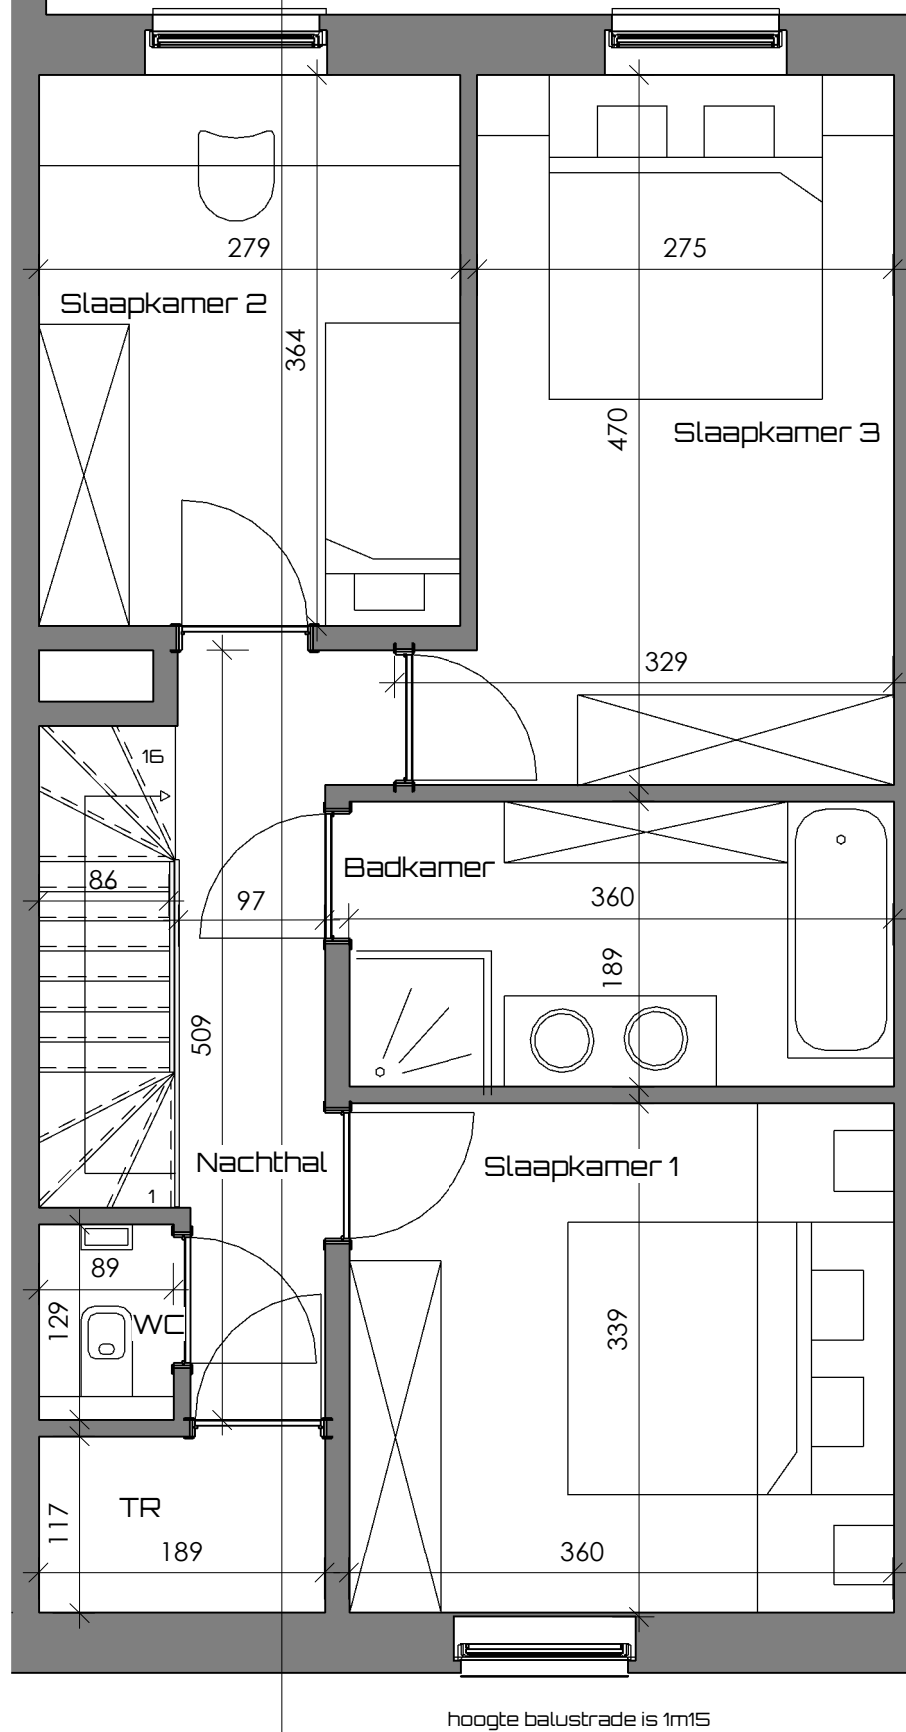 279
275
Slaapkamer 2
364
470
Slaapkamer 3
329
16
86
97
Badkamer
360
189
509
Nachthal
Slaapkamer 1
1
89
129
WC
339
TR
117
189
360
hoogte balustrade is 1m15